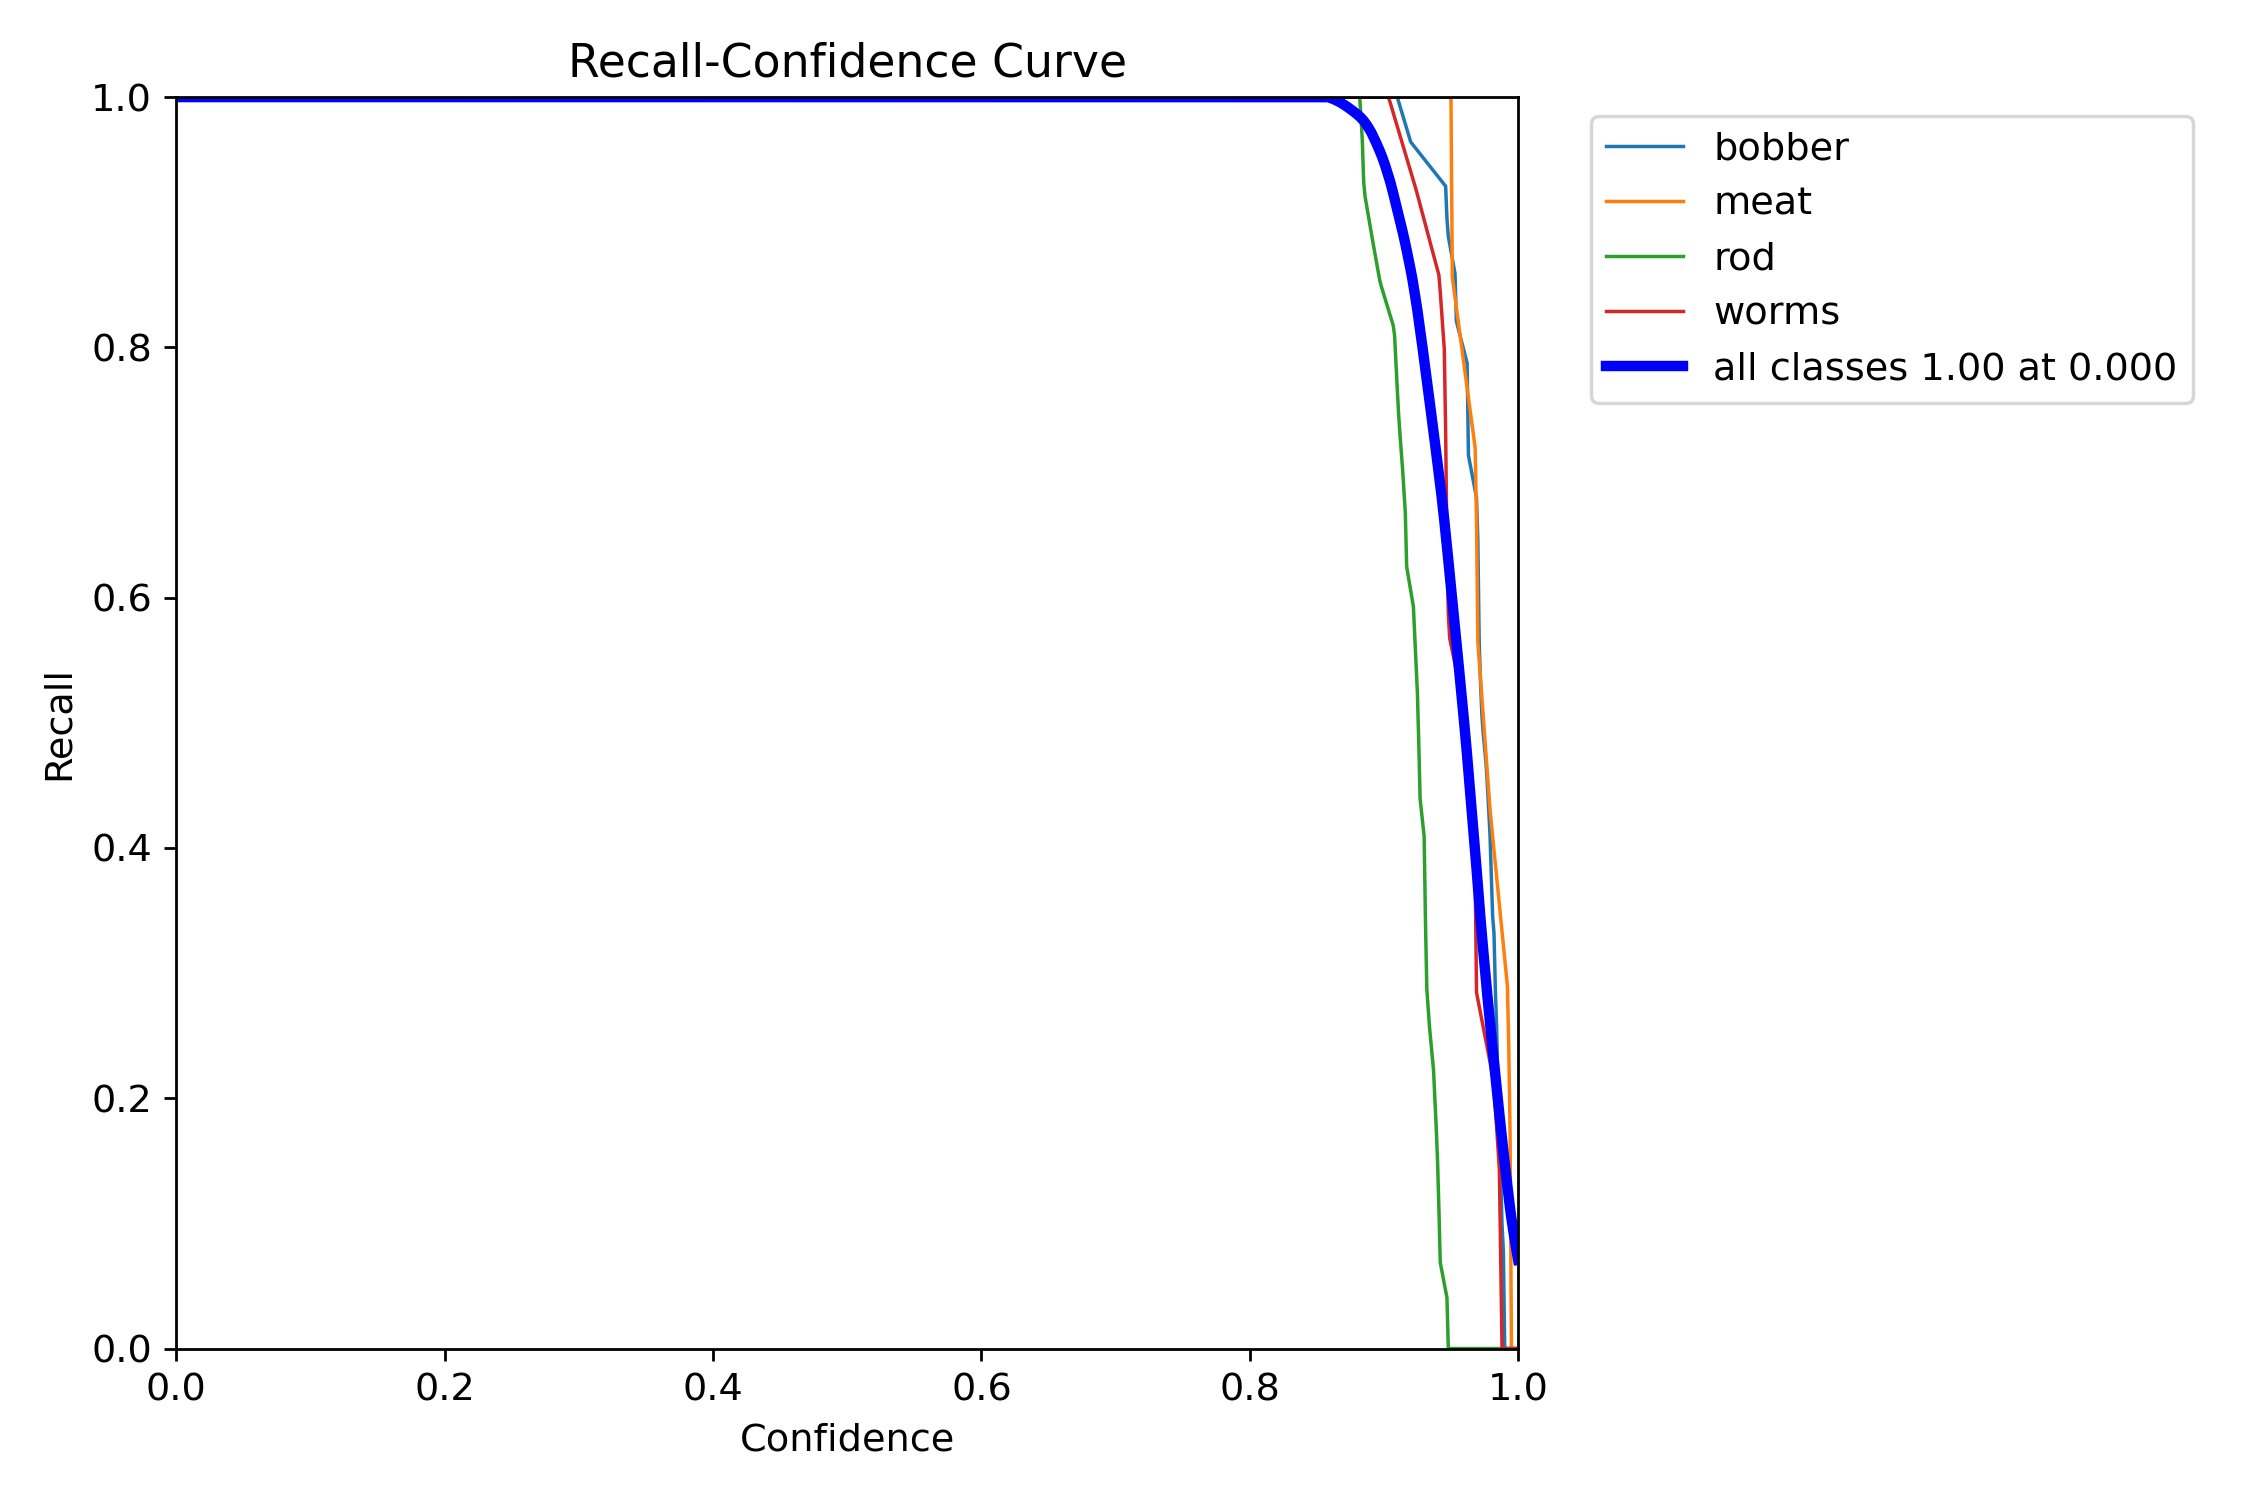 Recall-Confidence Curve
1.0
0.8
0.6
0.4
0.2
0.0
Recall
0.0 0.2 0.4 0.6 0.8 1.0
Confidence
bobber
meat
rod
worms
all classes 1.00 at 0.000